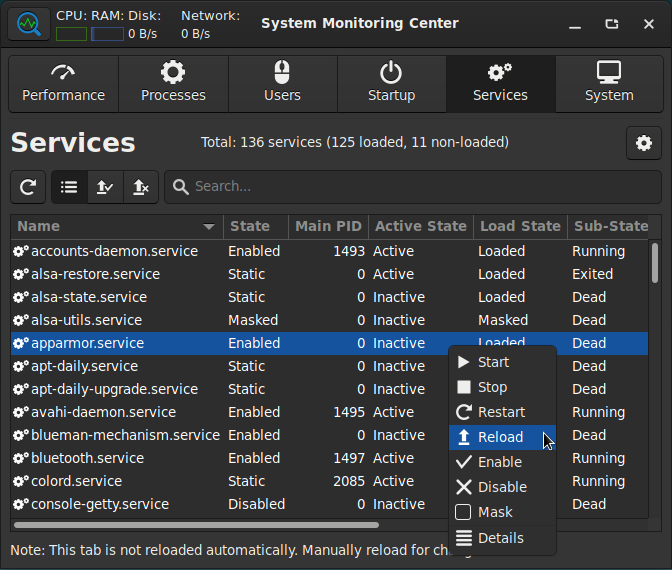 CPU: RAM: Disk: Network:
0 B/s 0 B/s
System Monitoring Center
Performance Processes Users Startup Services System
Services
Total: 136 services (125 loaded, 11 non-loaded)
Search...
Name State Main PID Active State Load State Sub-State
accounts-daemon.service Enabled 1493 Active Loaded Running
alsa-restore.service Static 0 Active Loaded Exited
alsa-state.service Static 0 Inactive Loaded Dead
alsa-utils.service Masked 0 Inactive Masked Dead
apparmor.service Enabled 0 Inactive Loaded Dead
apt-daily.service Static 0 Inactive Dead
apt-daily-upgrade.service Static 0 Inactive Dead
avahi-daemon.service Enabled 1495 Active Running
blueman-mechanism.service Enabled 0 Inactive Dead
bluetooth.service Enabled 1497 Active Running
colord.service Static 2085 Active Running
console-getty.service Disabled 0 Inactive Dead
Start
Stop
Restart
Reload
Enable
Disable
Mask
Details
Note: This tab is not reloaded automatically. Manually reload for